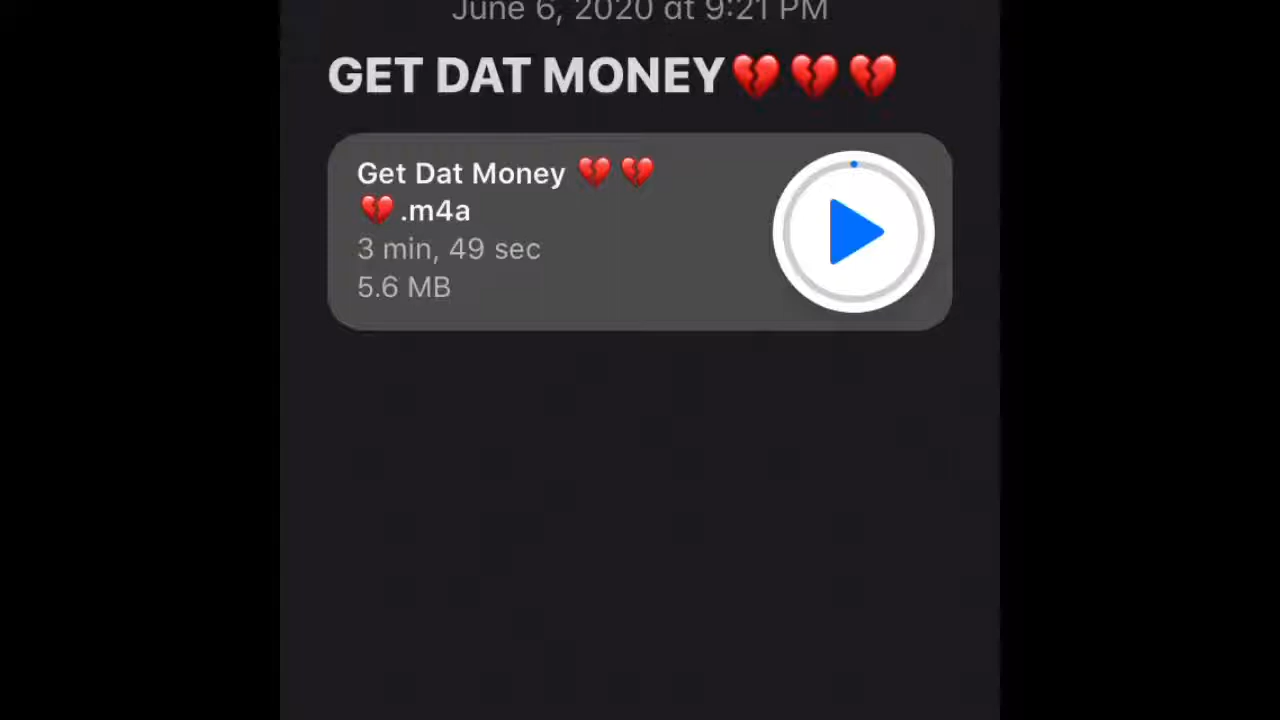 June 6, 2020 at 9:21 PM
GET DAT MONEY💔💔💔
Get Dat Money 💔💔
💔.m4a
3 min, 49 sec
5.6 MB